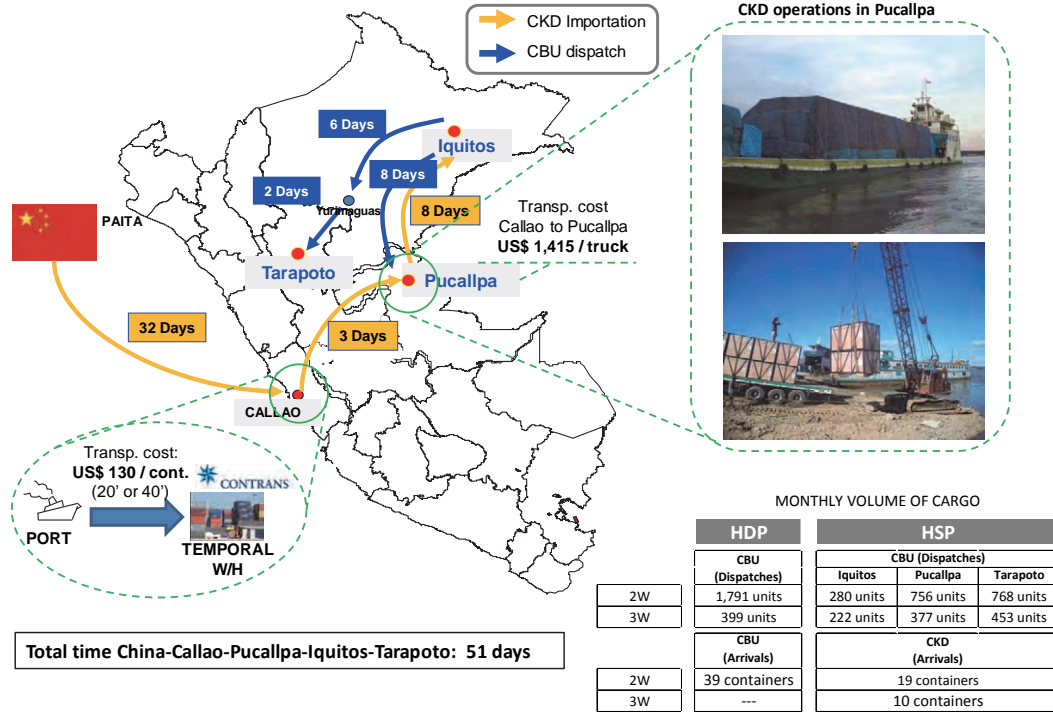 CKD Importation
CBU dispatch
CKD operations in Pucallpa
6 Days
Iquitos
8 Days
2 Days
Yurimaguas
8 Days
PAITA
Transp. cost
Callao to Pucallpa
US$ 1,415 / truck
Tarapoto
Pucallpa
32 Days
3 Days
CALLAO
Transp. cost:
US$ 130 / cont.
(20' or 40')
CONTRANS
PORT
TEMPORAL
W/H
Total time China-Callao-Pucallpa-Iquitos-Tarapoto: 51 days
MONTHLY VOLUME OF CARGO
HDP HSP
CBU
(Dispatches)
CBU (Dispatches)
Iquitos Pucallpa Tarapoto
2W 1,791 units 280 units 756 units 768 units
3W 399 units 222 units 377 units 453 units
CBU
(Arrivals)
CKD
(Arrivals)
2W 39 containers 19 containers
3W --- 10 containers